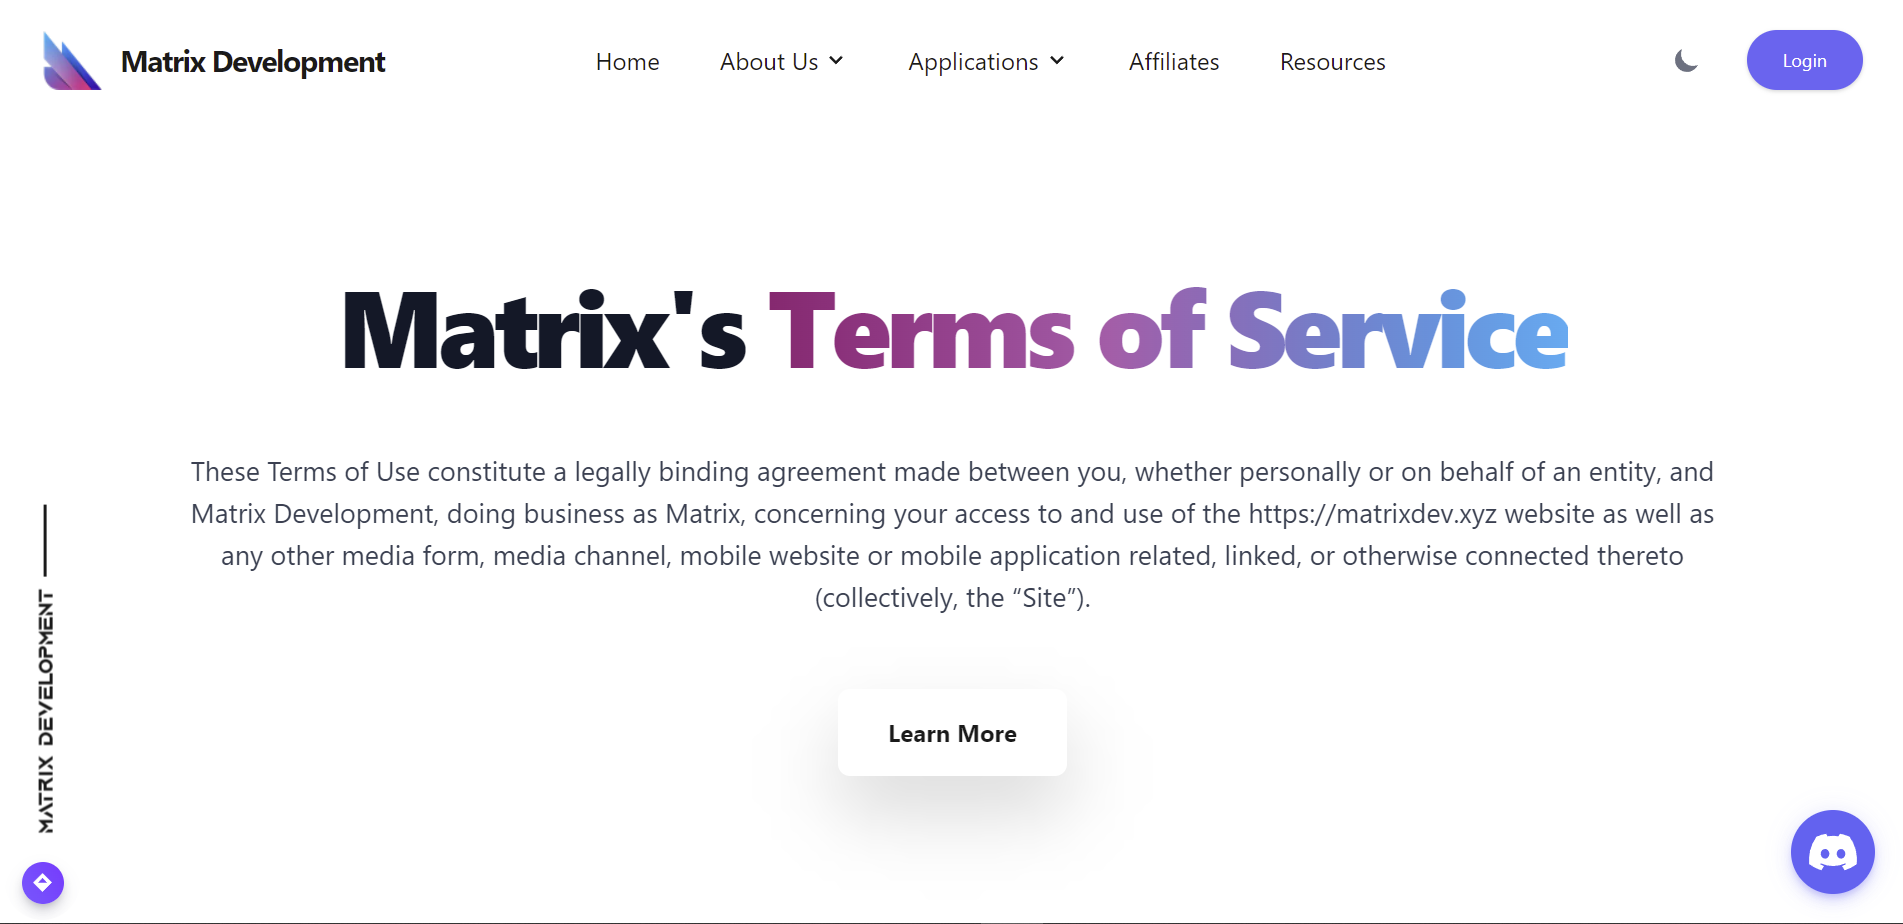 Matrix Development
Home
About Us
Applications
Affiliates
Resources
Login
Matrix's Terms of Service
These Terms of Use constitute a legally binding agreement made between you, whether personally or on behalf of an entity, and
Matrix Development, doing business as Matrix, concerning your access to and use of the https://matrixdev.xyz website as well as
any other media form, media channel, mobile website or mobile application related, linked, or otherwise connected thereto
(collectively, the “Site”).
Learn More
MATRIX DEVELOPMENT